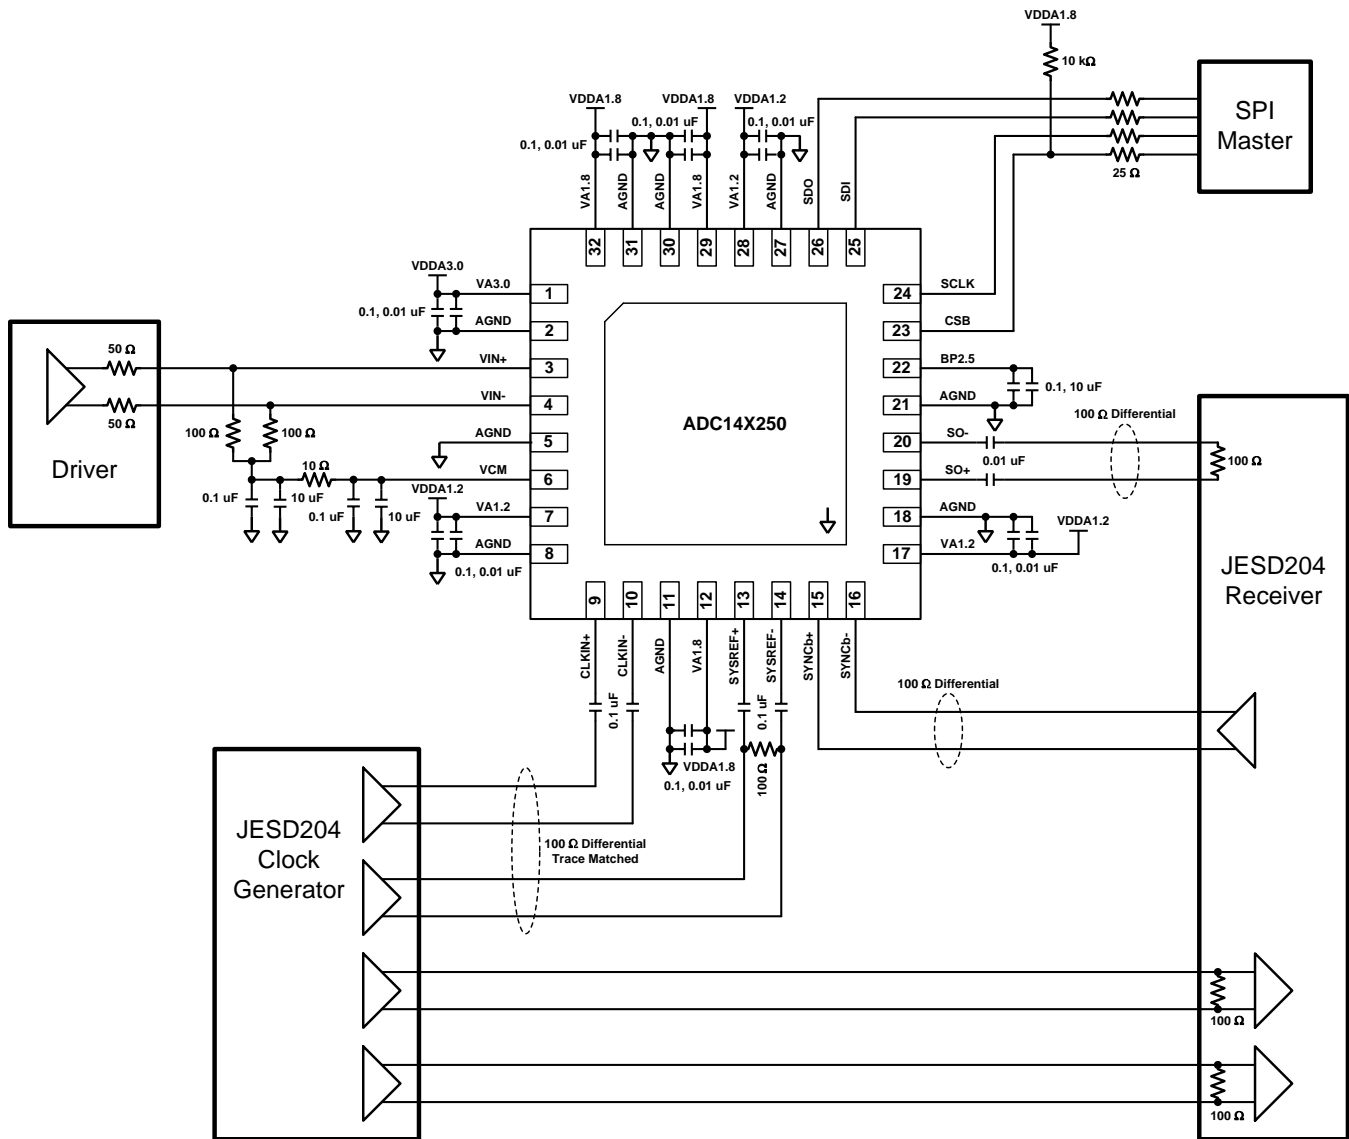 VDDA1.8
10 kΩ
SPI
Master
25 Ω
VDDA1.8
VDDA1.8
VDDA1.2
0.1, 0.01 uF
0.1, 0.01 uF
0.1, 0.01 uF
VA1.8
AGND
AGND
VA1.8
VA1.2
AGND
SDO
SDI
32
31
30
29
28
27
26
25
VDDA3.0
VA3.0
0.1, 0.01 uF
AGND
1
2
24
SCLK
23
CSB
Driver
50 Ω
50 Ω
VIN+
VIN-
3
4
100 Ω
100 Ω
AGND
5
10 Ω
VCM
6
0.1 uF
10 uF
0.1 uF
10 uF
VDDA1.2
VA1.2
7
AGND
8
0.1, 0.01 uF
ADC14X250
22
BP2.5
0.1, 10 uF
21
AGND
100 Ω Differential
20
SO-
0.01 uF
19
SO+
100 Ω
18
AGND
VDDA1.2
17
VA1.2
0.1, 0.01 uF
JESD204
Receiver
9
10
11
12
13
14
15
16
CLKIN+
CLKIN-
AGND
VA1.8
SYSREF+
SYSREF-
SYNCb+
SYNCb-
0.1 uF
0.1 uF
100 Ω Differential
VDDA1.8
0.1, 0.01 uF
100 Ω
JESD204
Clock
Generator
100 Ω Differential
Trace Matched
100 Ω
100 Ω